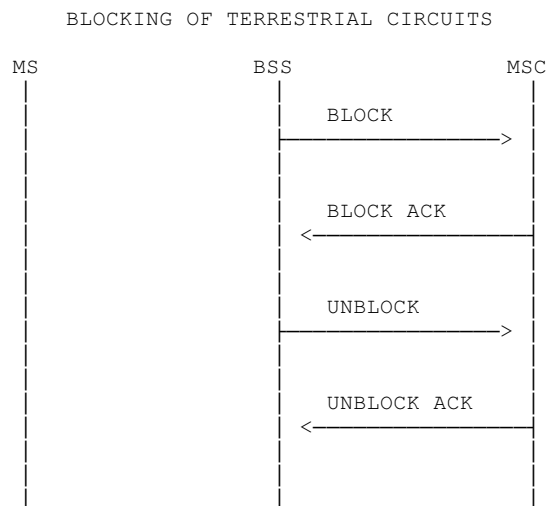 BLOCKING OF TERRESTRIAL CIRCUITS
MS BSS MSC
BLOCK
BLOCK ACK
UNBLOCK
UNBLOCK ACK